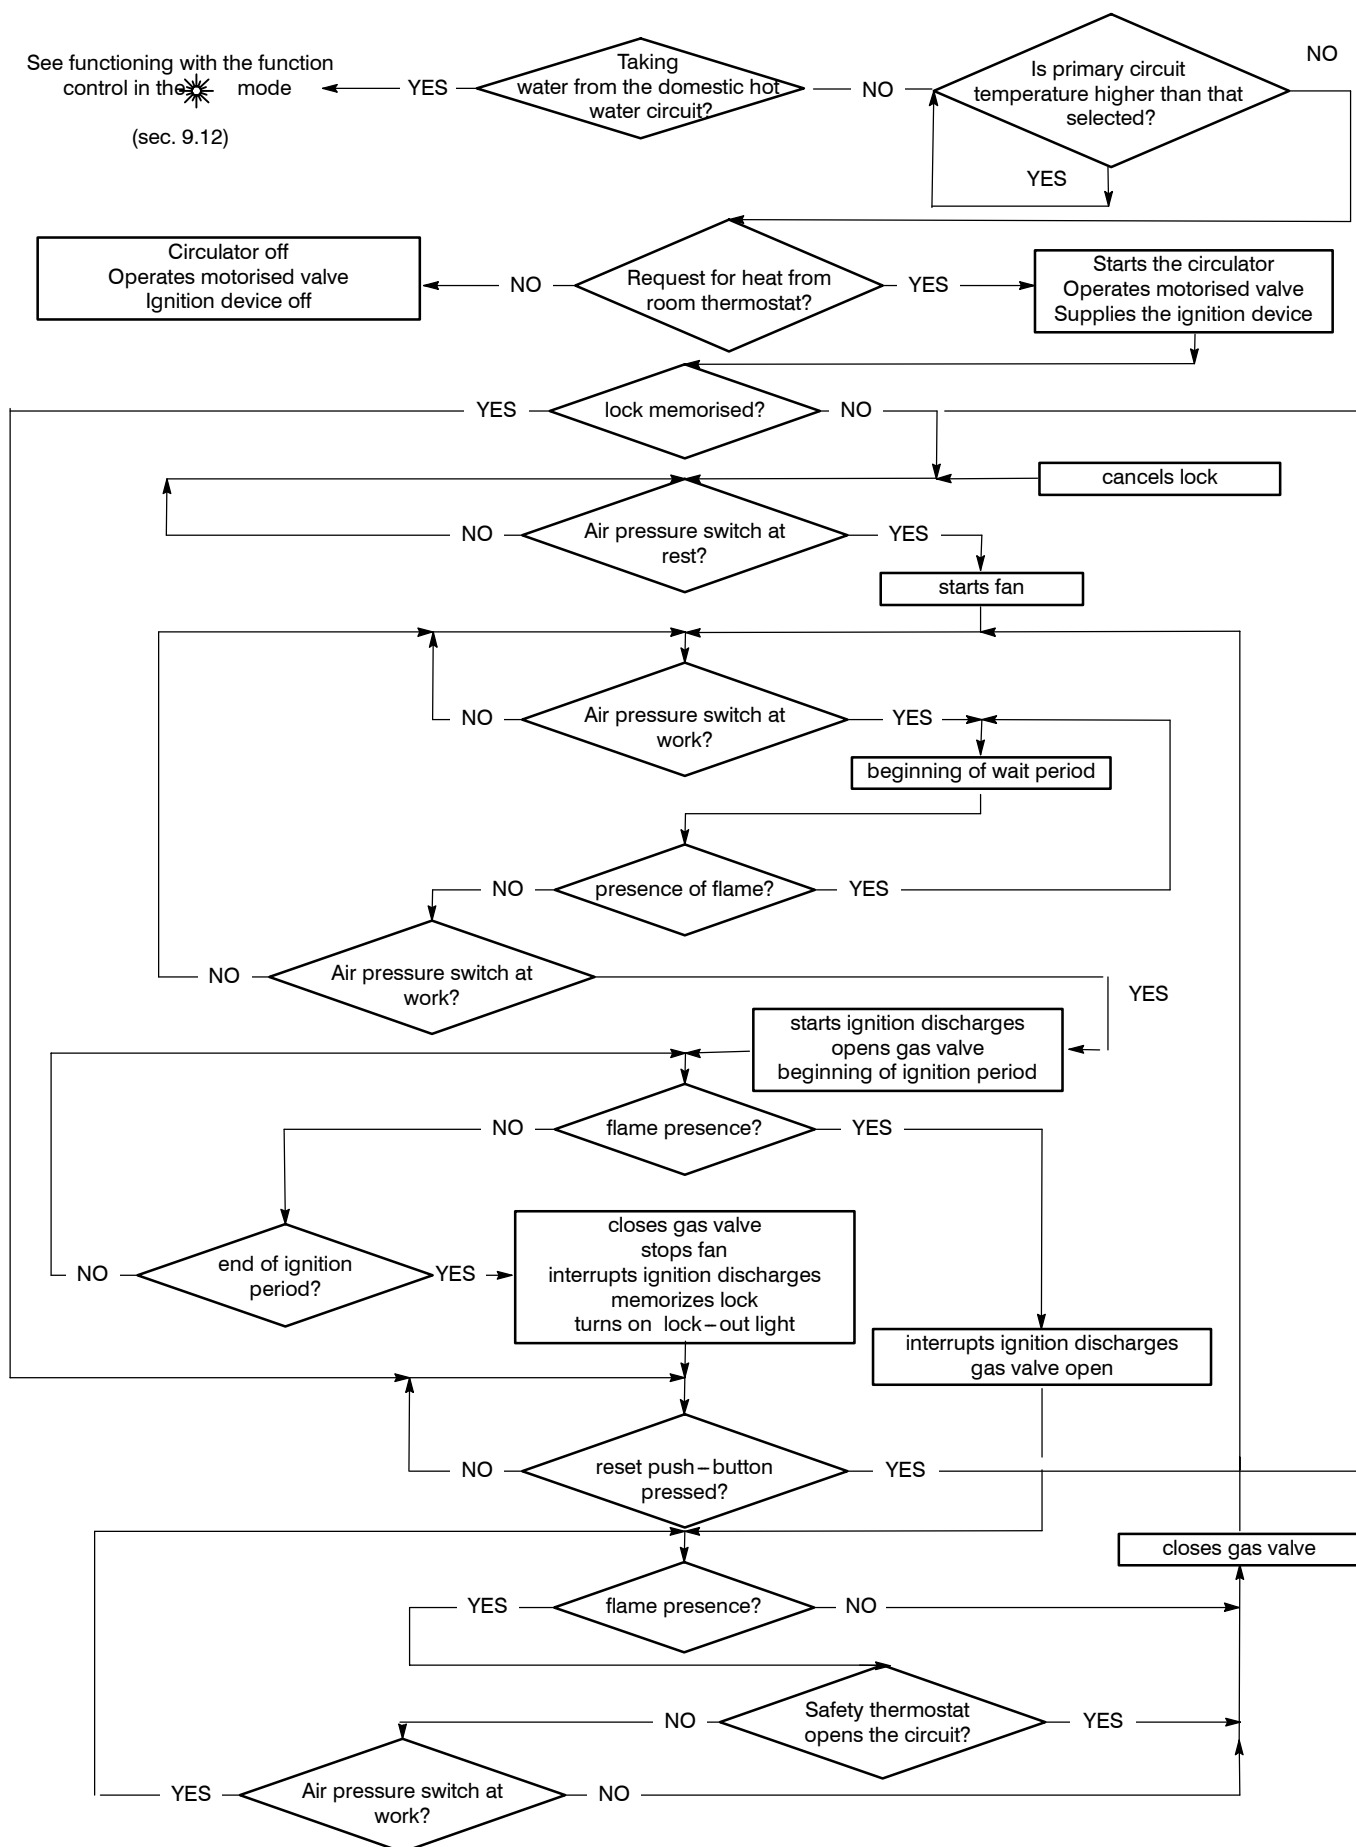 See functioning with the function
control in the mode
(sec. 9.12)
YES
Taking
water from the domestic hot
water circuit?
NO
Is primary circuit
temperature higher than that
selected?
NO
YES
Circulator off
Operates motorised valve
Ignition device off
NO
Request for heat from
room thermostat?
YES
Starts the circulator
Operates motorised valve
Supplies the ignition device
YES
lock memorised?
NO
cancels lock
NO
Air pressure switch at
rest?
YES
starts fan
NO
Air pressure switch at
work?
YES
beginning of wait period
NO
presence of flame?
YES
NO
Air pressure switch at
work?
YES
starts ignition discharges
opens gas valve
beginning of ignition period
NO
flame presence?
YES
NO
end of ignition
period?
YES
closes gas valve
stops fan
interrupts ignition discharges
memorizes lock
turns on lock–out light
interrupts ignition discharges
gas valve open
NO
reset push–button
pressed?
YES
closes gas valve
YES
flame presence?
NO
NO
Safety thermostat
opens the circuit?
YES
YES
Air pressure switch at
work?
NO